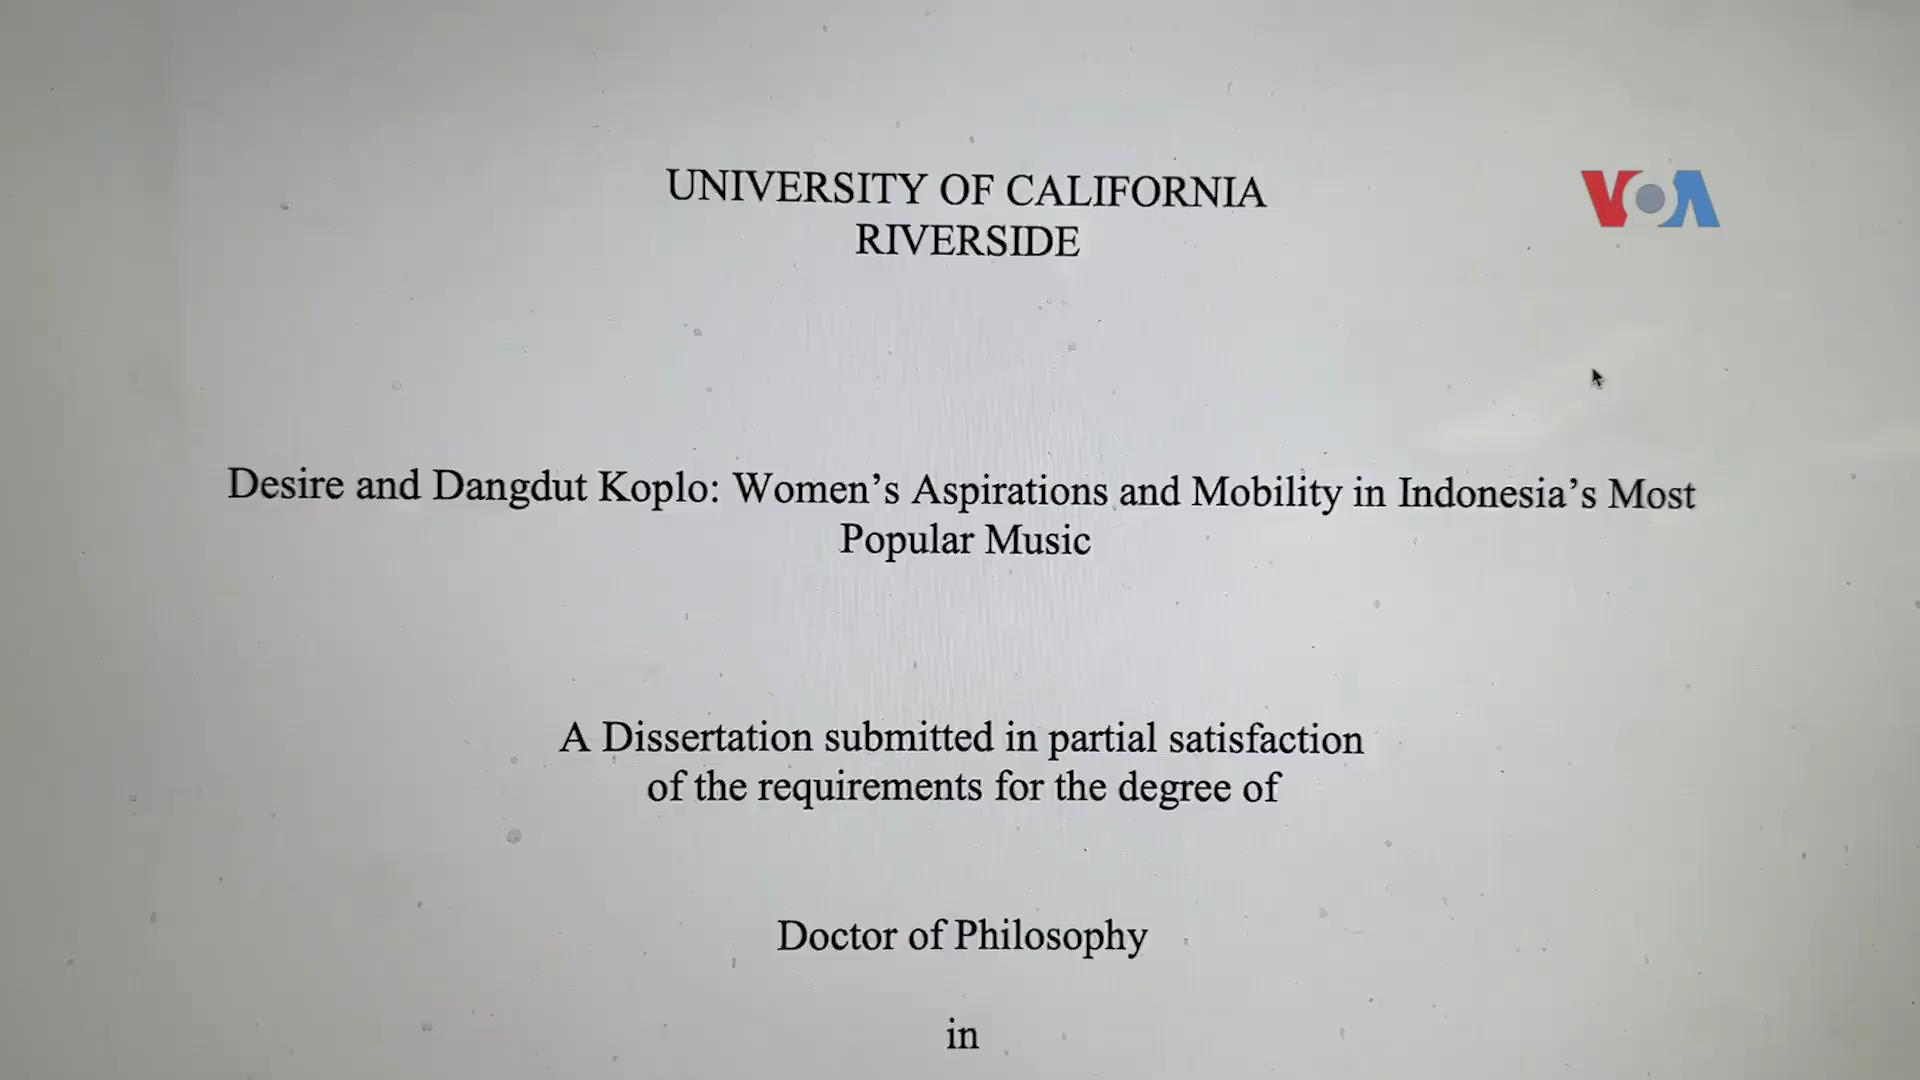 UNIVERSITY OF CALIFORNIA
RIVERSIDE
VOA
Desire and Dangdut Koplo: Women’s Aspirations and Mobility in Indonesia’s Most
Popular Music
A Dissertation submitted in partial satisfaction
of the requirements for the degree of
Doctor of Philosophy
in